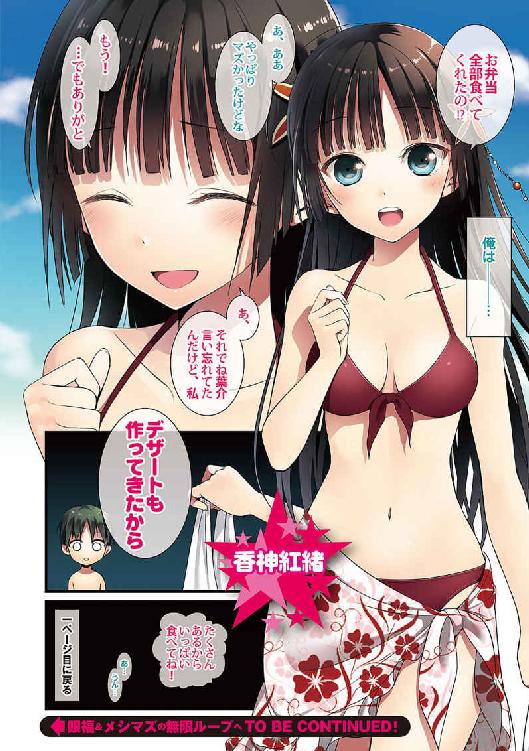 お弁当
全部食べて
くれたの!?
俺は………
あ、ああ
やっぱり
マズかったけどな
もう！
…でもありがと
あ、
それでね葉介
言い忘れてた
んだけど、私
デザートも
作ってきたから
香神紅緒
たくさん
あるから
いっぱい
食べてね！
あ…
うん…
一ページ目に戻る
眼福&メシマズの無限ループへ TO BE CONTINUED!